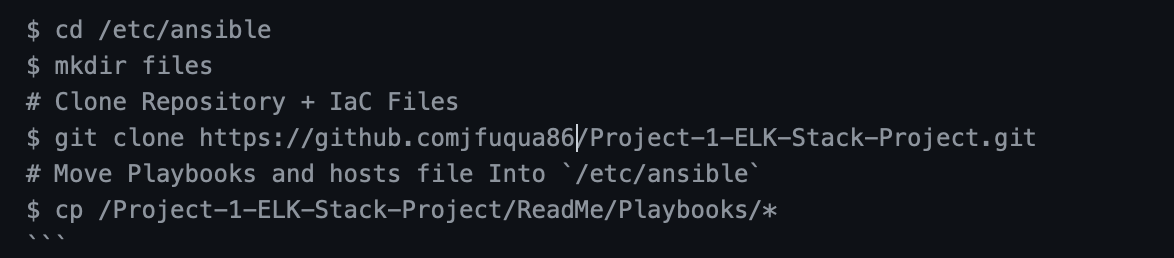 $ cd /etc/ansible
$ mkdir files
# Clone Repository + IaC Files
$ git clone https://github.comjfuqua86/Project-1-ELK-Stack-Project.git
# Move Playbooks and hosts file Into `/etc/ansible`
$ cp /Project-1-ELK-Stack-Project/ReadMe/Playbooks/*
```